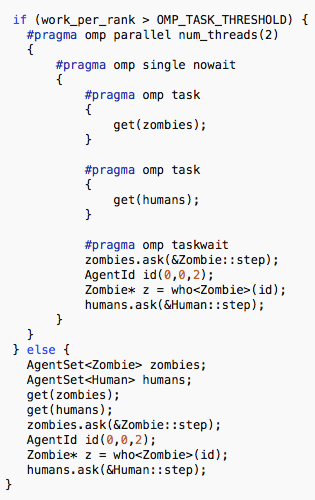 if (work_per_rank > OMP_TASK_THRESHOLD) {
#pragma omp parallel num_threads(2)
{
#pragma omp single nowait
{
#pragma omp task
{
get(zombies);
}
#pragma omp task
{
get(humans);
}
#pragma omp taskwait
zombies.ask(&Zombie::step);
AgentId id(0,0,2);
Zombie* z = who<Zombie>(id);
humans.ask(&Human::step);
}
}
} else {
AgentSet<Zombie> zombies;
AgentSet<Human> humans;
get(zombies);
get(humans);
zombies.ask(&Zombie::step);
AgentId id(0,0,2);
Zombie* z = who<Zombie>(id);
humans.ask(&Human::step);
}